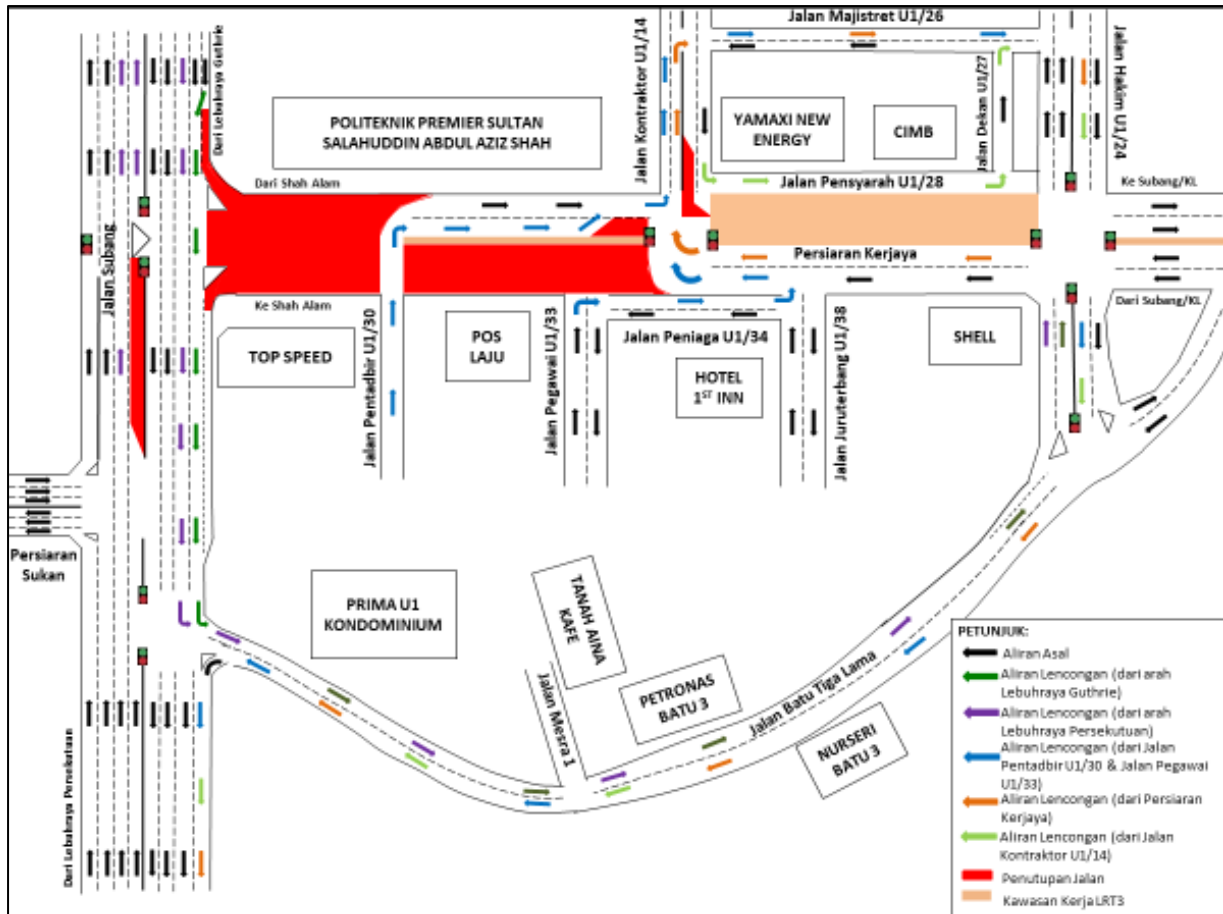 Jalan Majistret U1/26
Dari Lebuhraya Guthrie
Jalan Kontraktor U1/14
Jalan Dekan U1/27
Jalan Hakim U1/24
POLITEKNIK PREMIER SULTAN
SALAHUDDIN ABDUL AZIZ SHAH
YAMAXI NEW
ENERGY
CIMB
Dari Shah Alam
Jalan Pensyarah U1/28
Ke Subang/KL
Jalan Subang
Persiaran Kerjaya
Ke Shah Alam
Dari Subang/KL
TOP SPEED
Jalan Pentadbir U1/30
POS
LAJU
Jalan Pegawai U1/33
Jalan Peniaga U1/34
HOTEL
1ST INN
Jalan Juruterbang U1/38
SHELL
Persiaran
Sukan
PRIMA U1
KONDOMINIUM
TANAH AINA
KAFE
Jalan Mesra 1
PETRONAS
BATU 3
Jalan Batu Tiga Lama
NURSERI
BATU 3
Dari Lebuhraya Persekutuan
PETUNJUK:
Aliran Asal
Aliran Lencongan (dari arah
Lebuhraya Guthrie)
Aliran Lencongan (dari arah
Lebuhraya Persekutuan)
Aliran Lencongan (dari Jalan
Pentadbir U1/30 & Jalan Pegawai
U1/33)
Aliran Lencongan (dari Persiaran
Kerjaya)
Aliran Lencongan (dari Jalan
Kontraktor U1/14)
Penutupan Jalan
Kawasan Kerja LRT3